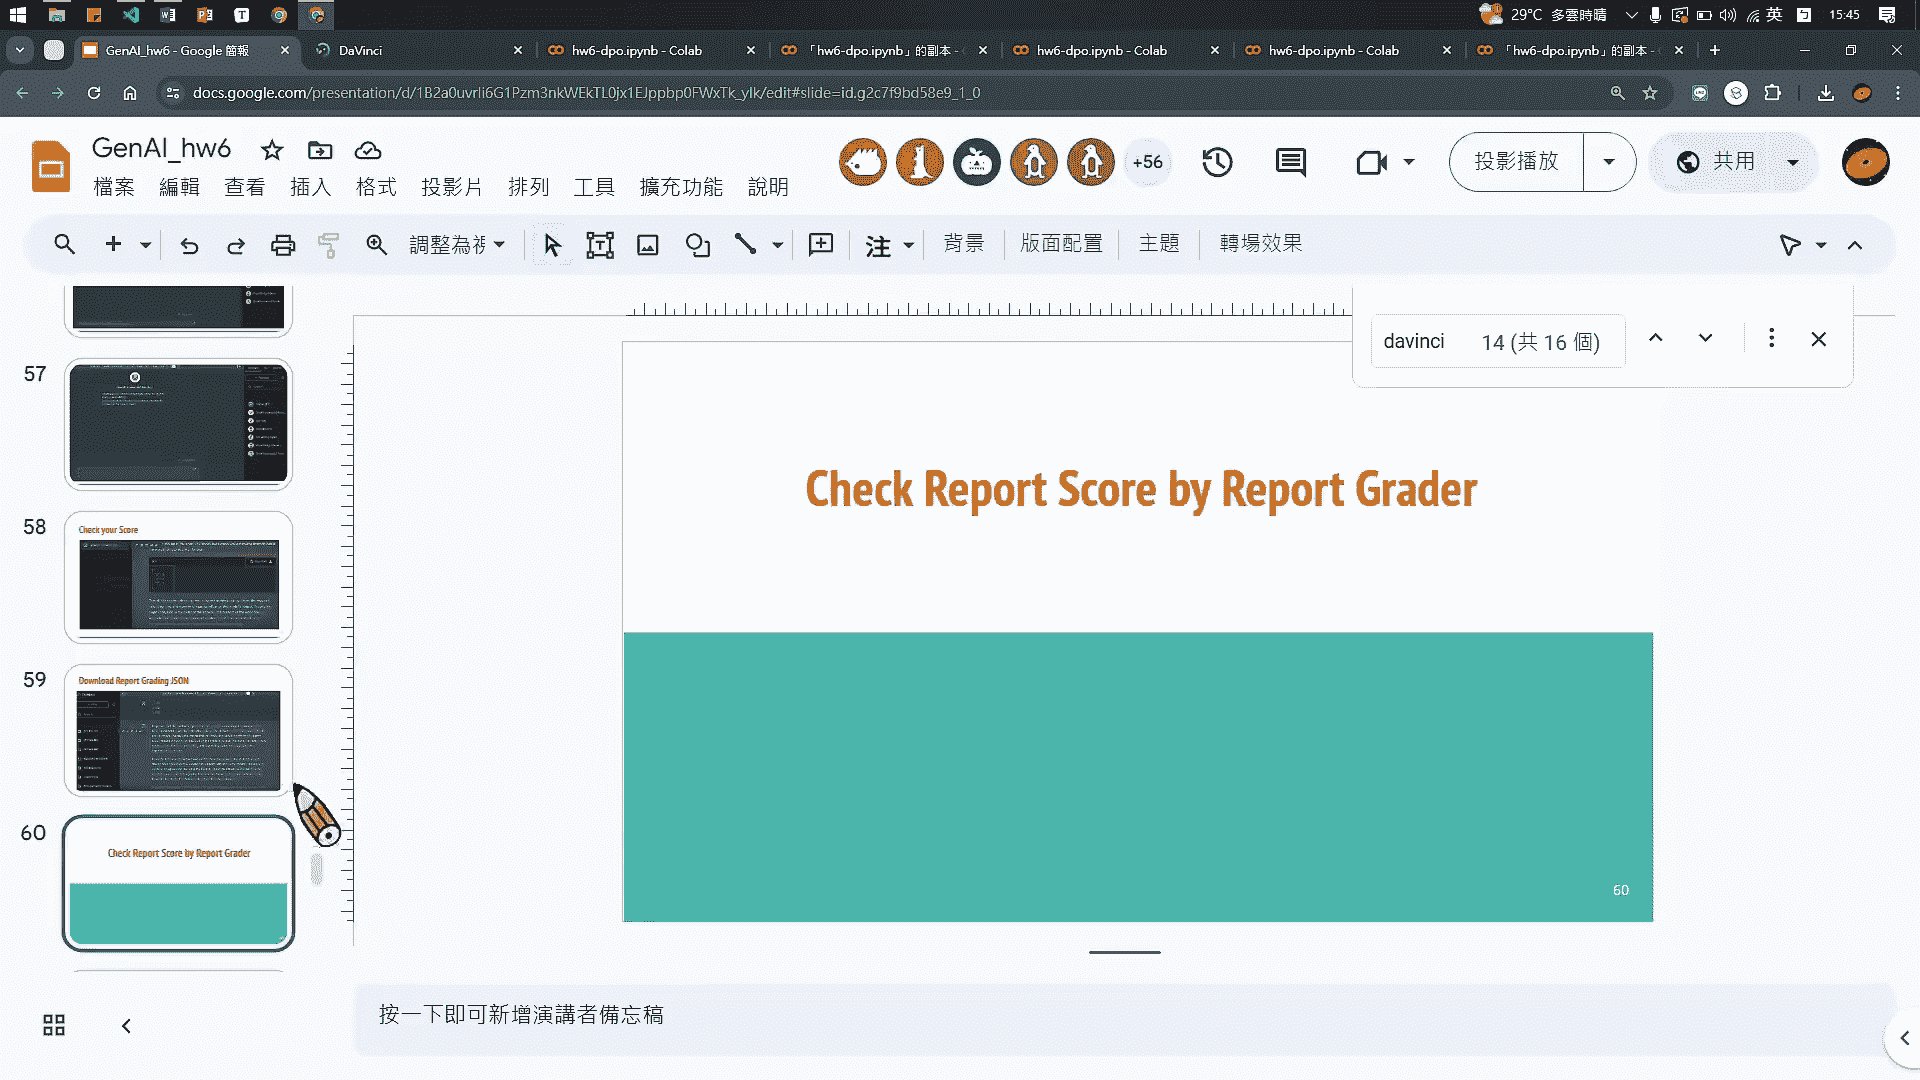 29°C 多雲時晴
英
15:45
GenAI_hw6 - Google 簡報
DaVinci
hw6-dpo.ipynb - Colab
「hw6-dpo.ipynb」的副本 -
hw6-dpo.ipynb - Colab
hw6-dpo.ipynb - Colab
「hw6-dpo.ipynb」的副本 -
docs.google.com/presentation/d/1B2a0uvrli6G1Pzm3nkWEkTL0jx1EJppbp0FWxTk_ylk/edit#slide=id.g2c7f9bd58e9_1_0
GenAI_hw6
+56
投影播放
共用
檔案 編輯 查看 插入 格式 投影片 排列 工具 擴充功能 說明
調整為視
注
背景
版面配置
主題
轉場效果
davinci
14 (共 16 個)
57
58
Check your Score
59
Download Report Grading JSON
60
Check Report Score by Report Grader
Check Report Score by Report Grader
60
按一下即可新增演講者備忘稿